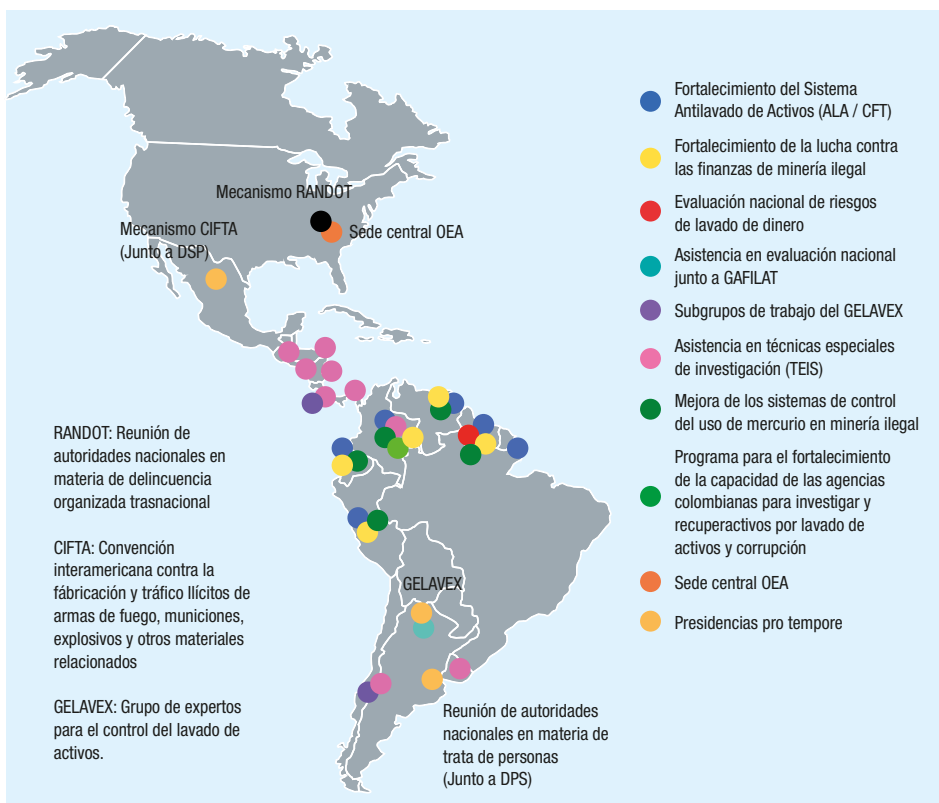 Mecanismo RANDOT
Mecanismo CIFTA
(Junto a DSP)
Sede central OEA
GELAVEX
Reunión de autoridades
nacionales en materia de
trata de personas
(Junto a DPS)
RANDOT: Reunión de
autoridades nacionales en
materia de delincuencia
organizada trasnacional
CIFTA: Convención
interamericana contra la
fábricación y tráfico Ilícitos de
armas de fuego, municiones,
explosivos y otros materiales
relacionados
GELAVEX: Grupo de expertos
para el control del lavado de
activos.
Fortalecimiento del Sistema
Antilavado de Activos (ALA / CFT)
Fortalecimiento de la lucha contra
las finanzas de minería ilegal
Evaluación nacional de riesgos
de lavado de dinero
Asistencia en evaluación nacional
junto a GAFILAT
Subgrupos de trabajo del GELAVEX
Asistencia en técnicas especiales
de investigación (TEIS)
Mejora de los sistemas de control
del uso de mercurio en minería ilegal
Programa para el fortalecimiento
de la capacidad de las agencias
colombianas para investigar y
recuperactivos por lavado de
activos y corrupción
Sede central OEA
Presidencias pro tempore